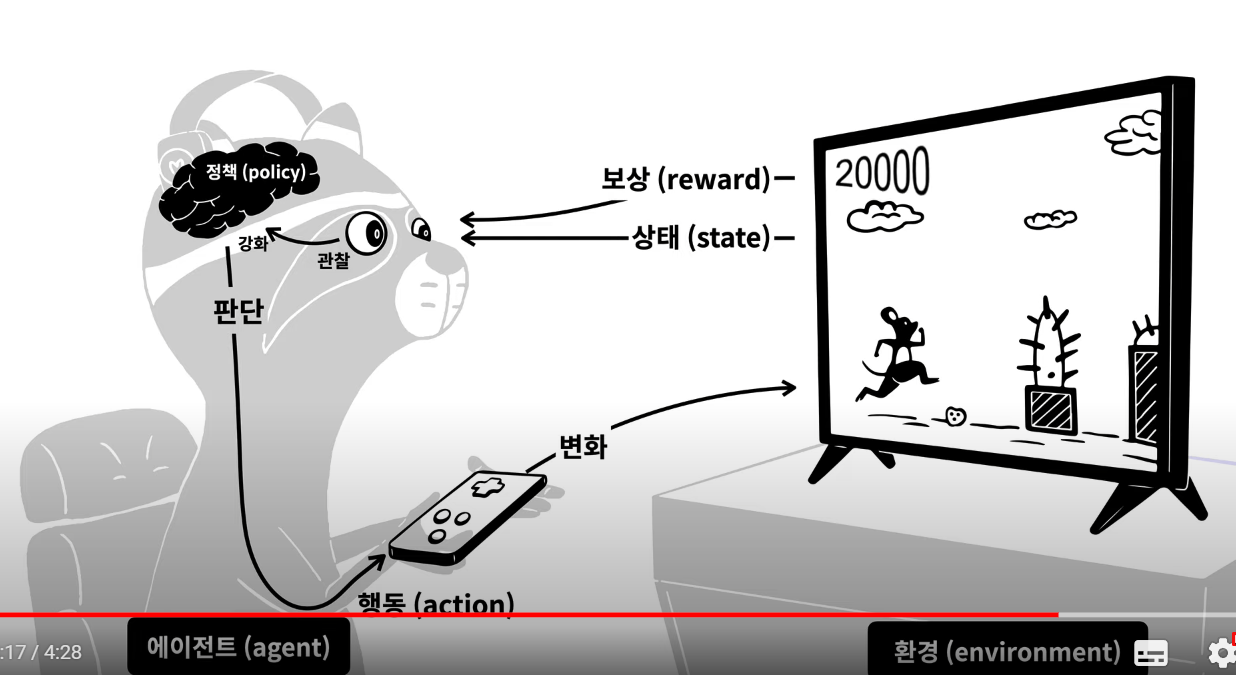 정책 (policy)
강화
관찰
판단
보상 (reward)
상태 (state)
20000
변화
행동 (action)
:17 / 4:28
에이전트 (agent)
환경 (environment)